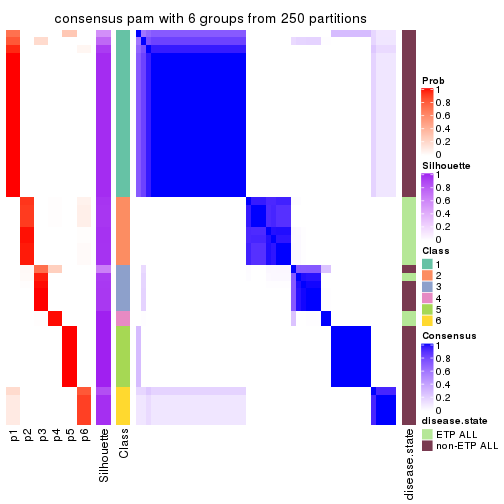 consensus pam with 6 groups from 250 partitions
Prob
1
0.8
0.6
0.4
0.2
0
Silhouette
1
0.8
0.6
0.4
0.2
0
Class
1
2
3
4
5
6
Consensus
1
0.8
0.6
0.4
0.2
0
disease.state
ETP ALL
non-ETP ALL
p1
p2
p3
p4
p5
p6
Silhouette
Class
disease.state